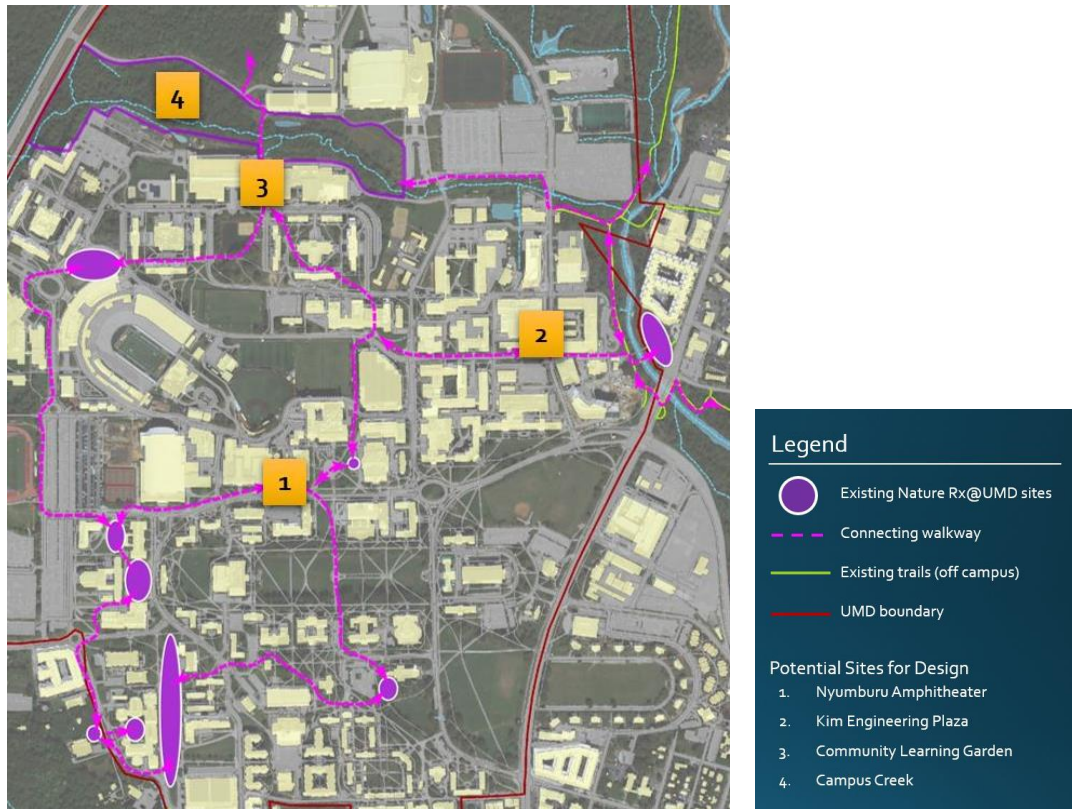 4
3
2
1
Legend
Existing Nature Rx@UMD sites
Connecting walkway
Existing trails (off campus)
UMD boundary
Potential Sites for Design
1. Nyumburu Amphitheater
2. Kim Engineering Plaza
3. Community Learning Garden
4. Campus Creek